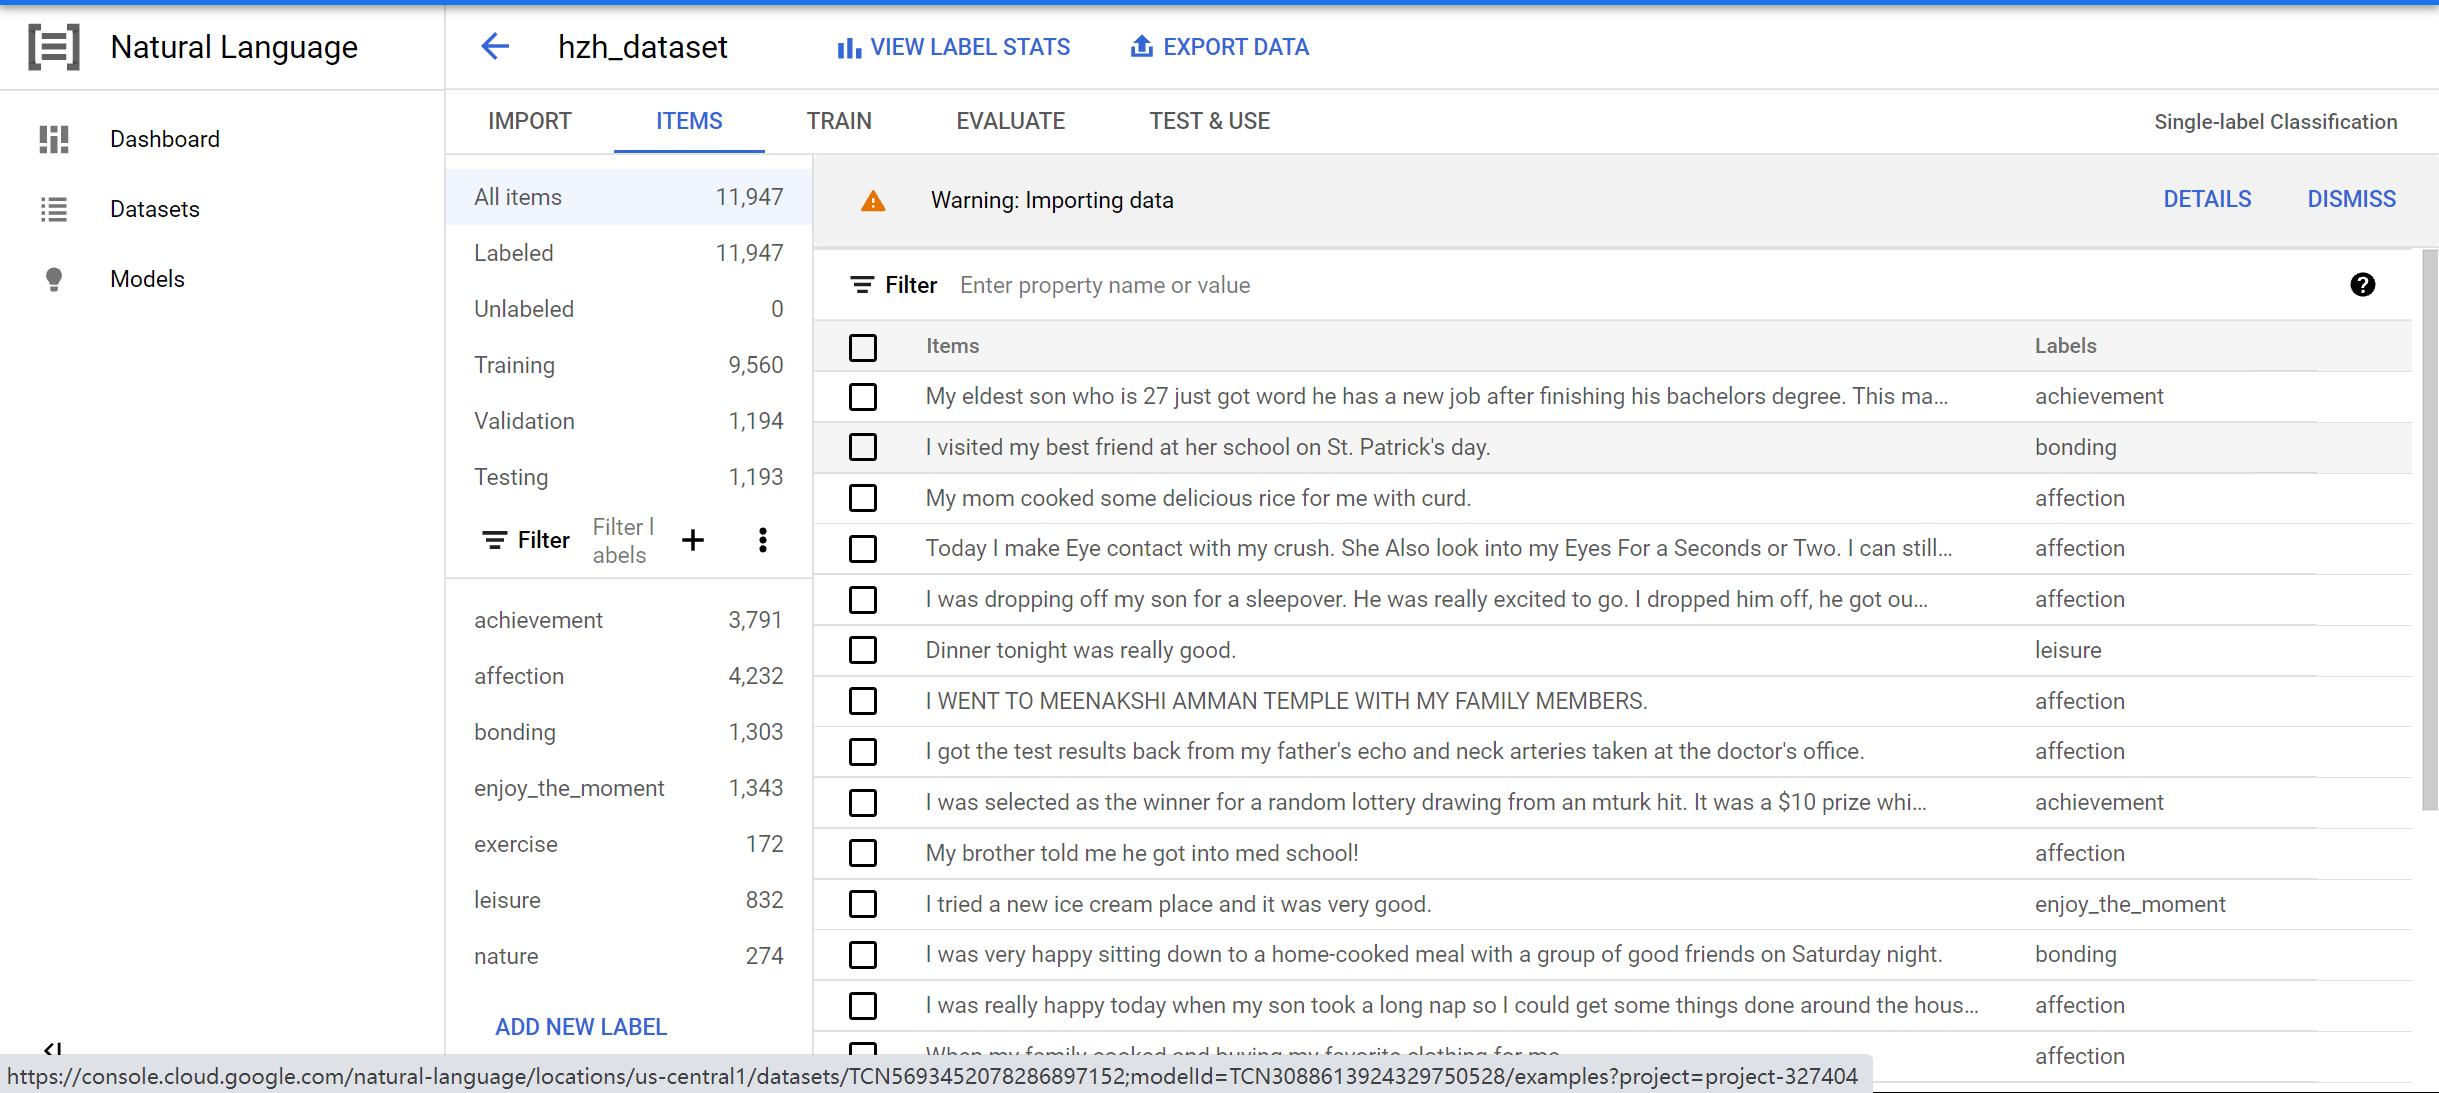 Natural Language
hzh_dataset
VIEW LABEL STATS
EXPORT DATA
Dashboard
Datasets
Models
IMPORT
ITEMS
TRAIN
EVALUATE
TEST & USE
Single-label Classification
All items 11,947
Labeled 11,947
Unlabeled 0
Training 9,560
Validation 1,194
Testing 1,193
Filter
Filter l
abels
achievement 3,791
affection 4,232
bonding 1,303
enjoy_the_moment 1,343
exercise 172
leisure 832
nature 274
ADD NEW LABEL
Warning: Importing data
DETAILS
DISMISS
Filter Enter property name or value
Items Labels
My eldest son who is 27 just got word he has a new job after finishing his bachelors degree. This ma... achievement
I visited my best friend at her school on St. Patrick's day. bonding
My mom cooked some delicious rice for me with curd. affection
Today I make Eye contact with my crush. She Also look into my Eyes For a Seconds or Two. I can still... affection
I was dropping off my son for a sleepover. He was really excited to go. I dropped him off, he got ou... affection
Dinner tonight was really good. leisure
I WENT TO MEENAKSHI AMMAN TEMPLE WITH MY FAMILY MEMBERS. affection
I got the test results back from my father's echo and neck arteries taken at the doctor's office. affection
I was selected as the winner for a random lottery drawing from an mturk hit. It was a $10 prize whi... achievement
My brother told me he got into med school! affection
I tried a new ice cream place and it was very good. enjoy_the_moment
I was very happy sitting down to a home-cooked meal with a group of good friends on Saturday night. bonding
I was really happy today when my son took a long nap so I could get some things done around the hous... affection
When my family cooked and buying my favorite clothing for me affection
https://console.cloud.google.com/natural-language/locations/us-central1/datasets/TCN5693452078286897152;modelId=TCN3088613924329750528/examples?project=project-327404